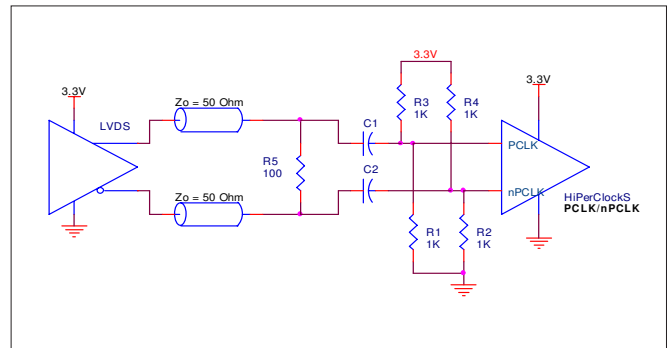 3.3V
3.3V
3.3V
Zo = 50 Ohm
LVDS
R3
1K
R4
1K
C1
PCLK
R5
100
Zo = 50 Ohm
C2
nPCLK
HiPerClockS
PCLK/nPCLK
R1
1K
R2
1K